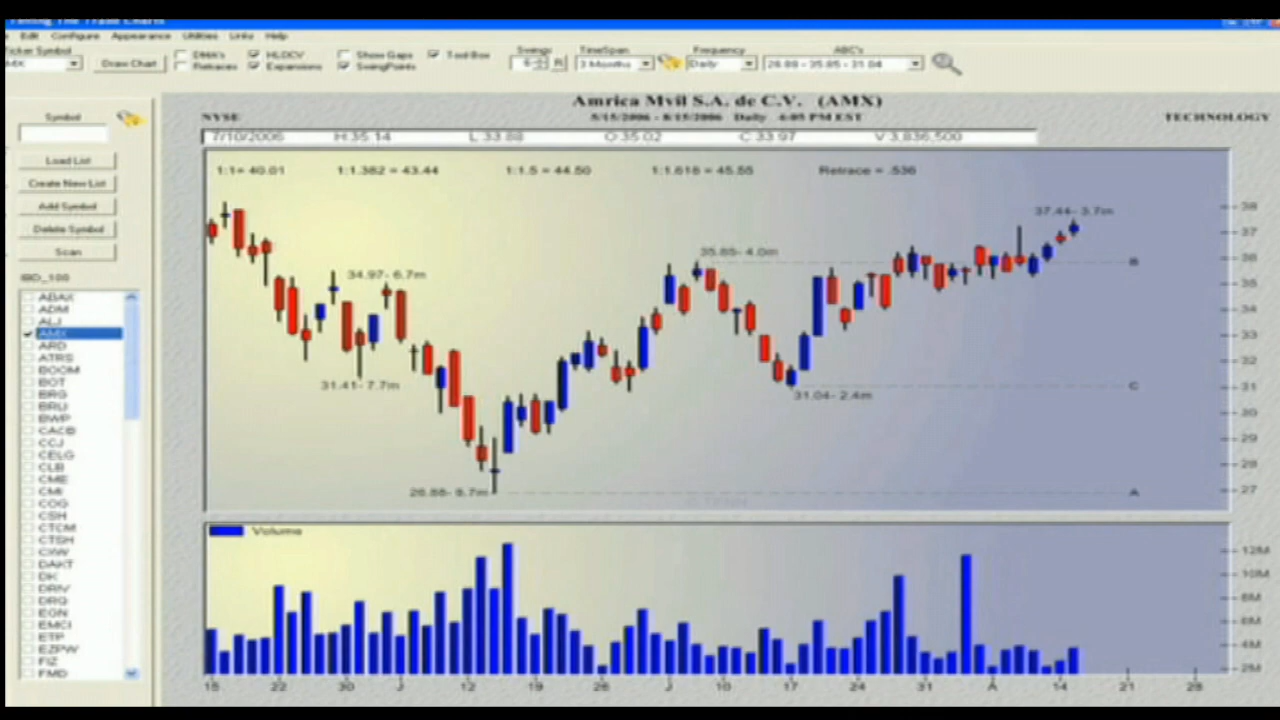 Edit Configure Appearance Utilities Links Help
Ticker Symbol
AMX
Draw Chart
DMA's
Retraces
HLOCV
Expansions
Show Gaps
SwingPoints
Tool Box
Swings
6
R
TimeSpan
3 Months
Frequency
Daily
ABC's
26.88 - 35.85 - 31.04
Amrica Mvil S.A. de C.V. (AMX)
NYSE
5/15/2006 - 8/15/2006 Daily 4:05 PM EST
TECHNOLOGY
7/10/2006 H:35.14 L:33.88 O:35.02 C:33.97 V:3,836,500
1:1= 40.01 1:1.382 = 43.44 1:1.5 = 44.50 1:1.618 = 45.55 Retrace = .536
Symbol
Load List
Create New List
Add Symbol
Delete Symbol
Scan
IBD_100
ABAX
ADM
ALJ
AMX
ARD
ATRS
BOOM
BOT
BRG
BRLI
BWP
CACB
CCJ
CELG
CLB
CME
CMI
COG
CSH
CTCM
CTSH
CXW
DAKT
DK
DRIV
DRQ
EGN
EMCI
ETP
EZPW
FIZ
FMD
34.97- 6.7m
31.41- 7.7m
26.88- 8.7m
35.85- 4.0m
31.04- 2.4m
37.44- 3.7m
B
C
A
38
37
36
35
34
33
32
31
30
29
28
27
Volume
12M
10M
8M
6M
4M
2M
15 22 30 J 12 19 26 J 10 17 24 31 A 14 21 28